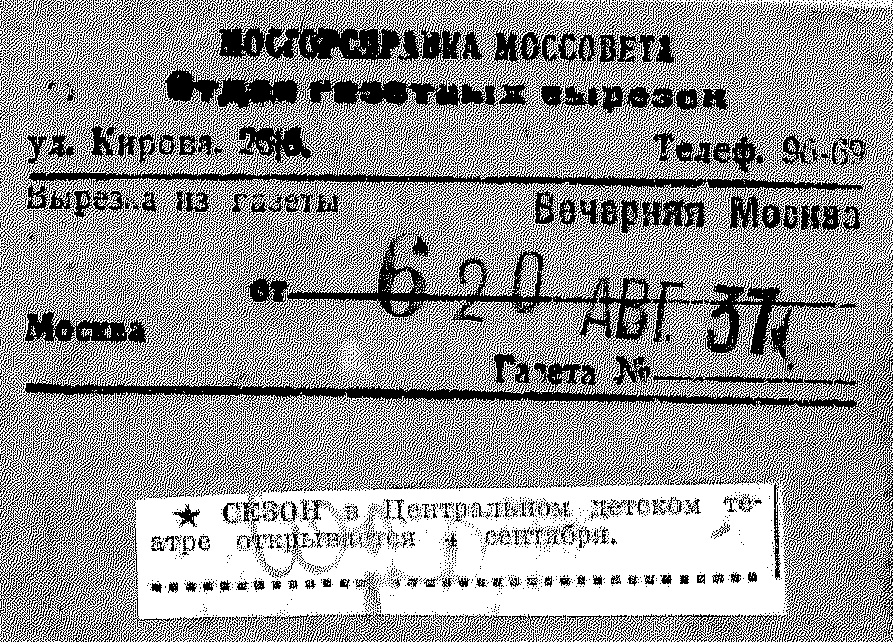 МОСГОРСПРАВКА МОССОВЕТА
Отдел газетных вырезок
ул. Кирова. 26/б. Телеф. 96-69
Вырезка из газеты Вечерняя Москва
от 20 АВГ. 37
Москва
Газета №
★ СЕЗОН в Центральном детском те-
атре открывается 4 сентября.